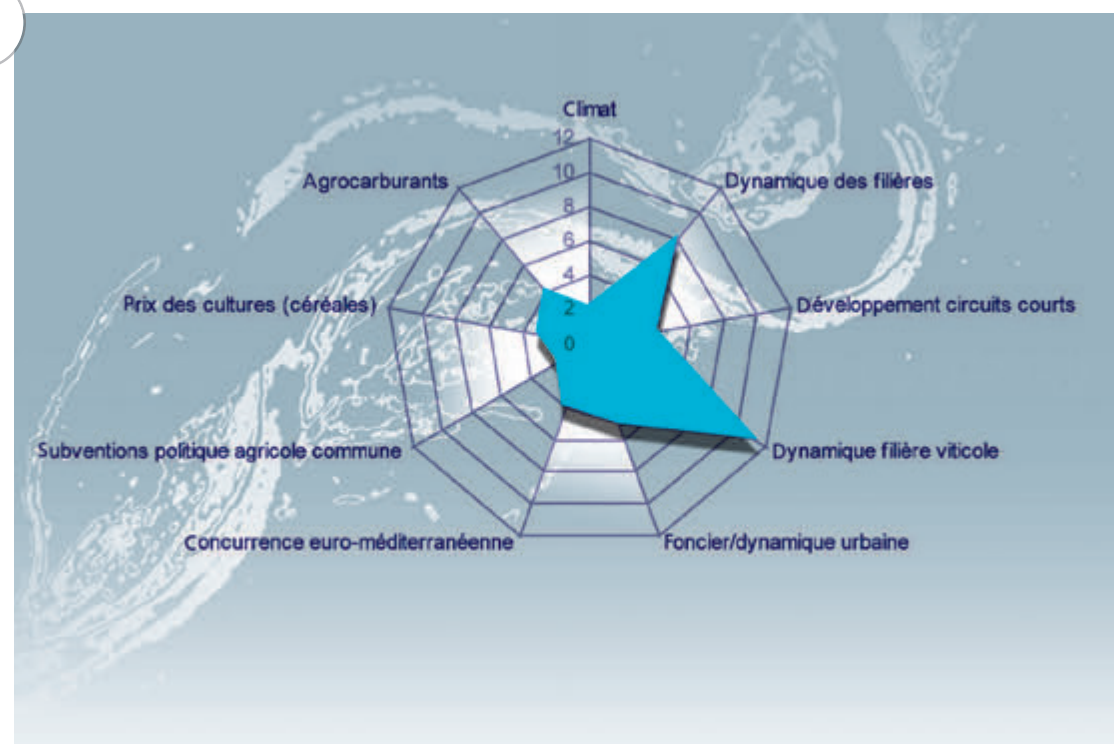 Climat
12
Agrocarburants
10
Dynamique des filières
8
6
4
Prix des cultures (céréales)
2
Développement circuits courts
0
Subventions politique agricole commune
Dynamique filière viticole
Concurrence euro-méditerranéenne
Foncier/dynamique urbaine